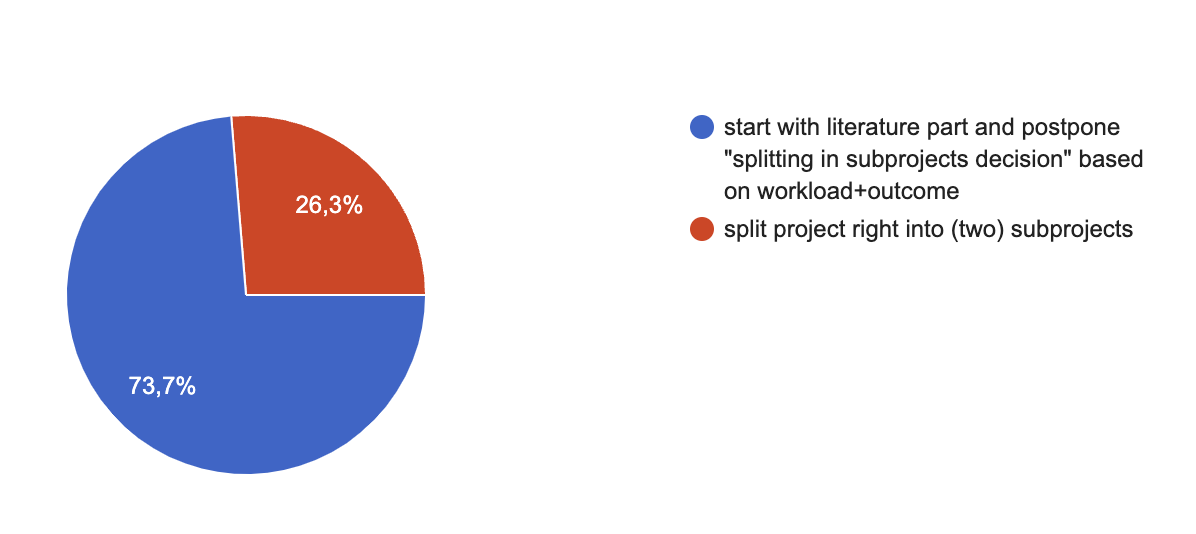 start with literature part and postpone
"splitting in subprojects decision" based
on workload+outcome
split project right into (two) subprojects
26,3%
73,7%